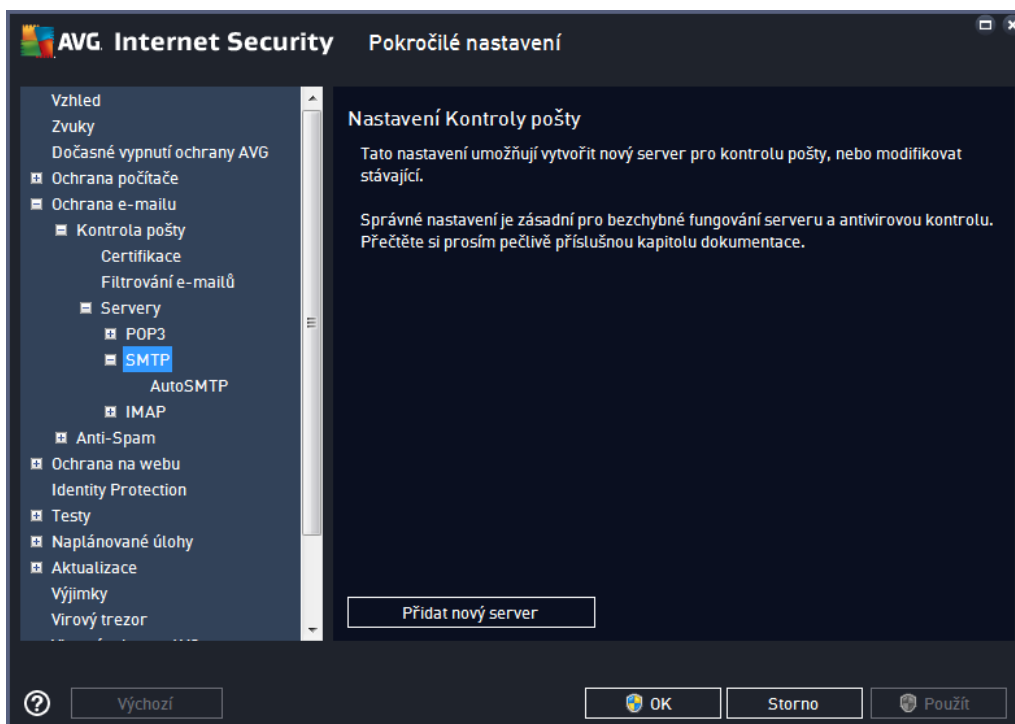 AVG. Internet Security Pokročilé nastavení
Vzhled
Zvuky
Dočasné vypnutí ochrany AVG
Ochrana počítače
Ochrana e-mailu
Kontrola pošty
Certifikace
Filtrování e-mailů
Servery
POP3
SMTP
AutoSMTP
IMAP
Anti-Spam
Ochrana na webu
Identity Protection
Testy
Naplánované úlohy
Aktualizace
Výjimky
Virový trezor
Nastavení Kontroly pošty
Tato nastavení umožňují vytvořit nový server pro kontrolu pošty, nebo modifikovat
stávající.
Správné nastavení je zásadní pro bezchybné fungování serveru a antivirovou kontrolu.
Přečtěte si prosím pečlivě příslušnou kapitolu dokumentace.
Přidat nový server
Výchozí
OK
Storno
Použít